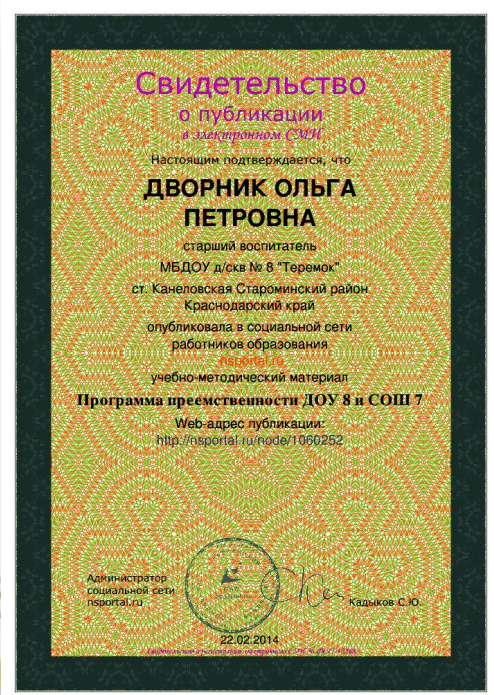 Свидетельство
о публикации
в электронном СМИ
Настоящим подтверждается, что
ДВОРНИК ОЛЬГА
ПЕТРОВНА
старший воспитатель
МБДОУ д/скв № 8 "Теремок"
ст. Канеловская Староминский район
Краснодарский край
опубликовала в социальной сети
работников образования
nsportal.ru
учебно-методический материал
Программа преемственности ДОУ 8 и СОШ 7
Web-адрес публикации:
http://nsportal.ru/node/1060252
Администратор
социальной сети
nsportal.ru
Кадыков С.Ю.
22.02.2014